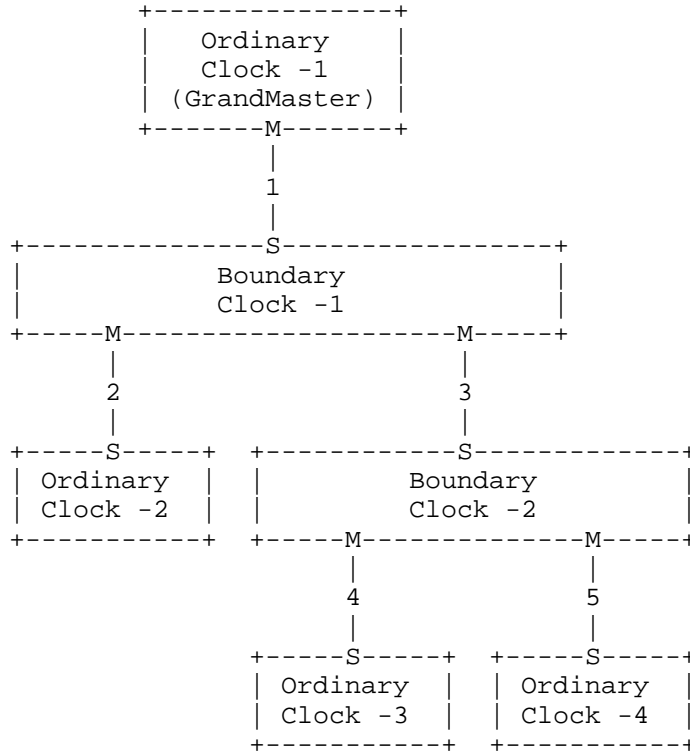 +---------------+
|   Ordinary    |
|   Clock -1    |
| (GrandMaster) |
+-------M-------+
|
1
|
+---------------S-----------------+
|            Boundary             |
|            Clock -1             |
+-----M---------------------M-----+
|                     |
2                     3
|                     |
+-----S-----+  +------------S-------------+
| Ordinary  |  |         Boundary         |
| Clock -2  |  |         Clock -2         |
+-----------+  +-----M--------------M-----+
|              |
4              5
|              |
+-----S-----+  +-----S-----+
| Ordinary  |  | Ordinary  |
| Clock -3  |  | Clock -4  |
+-----------+  +-----------+